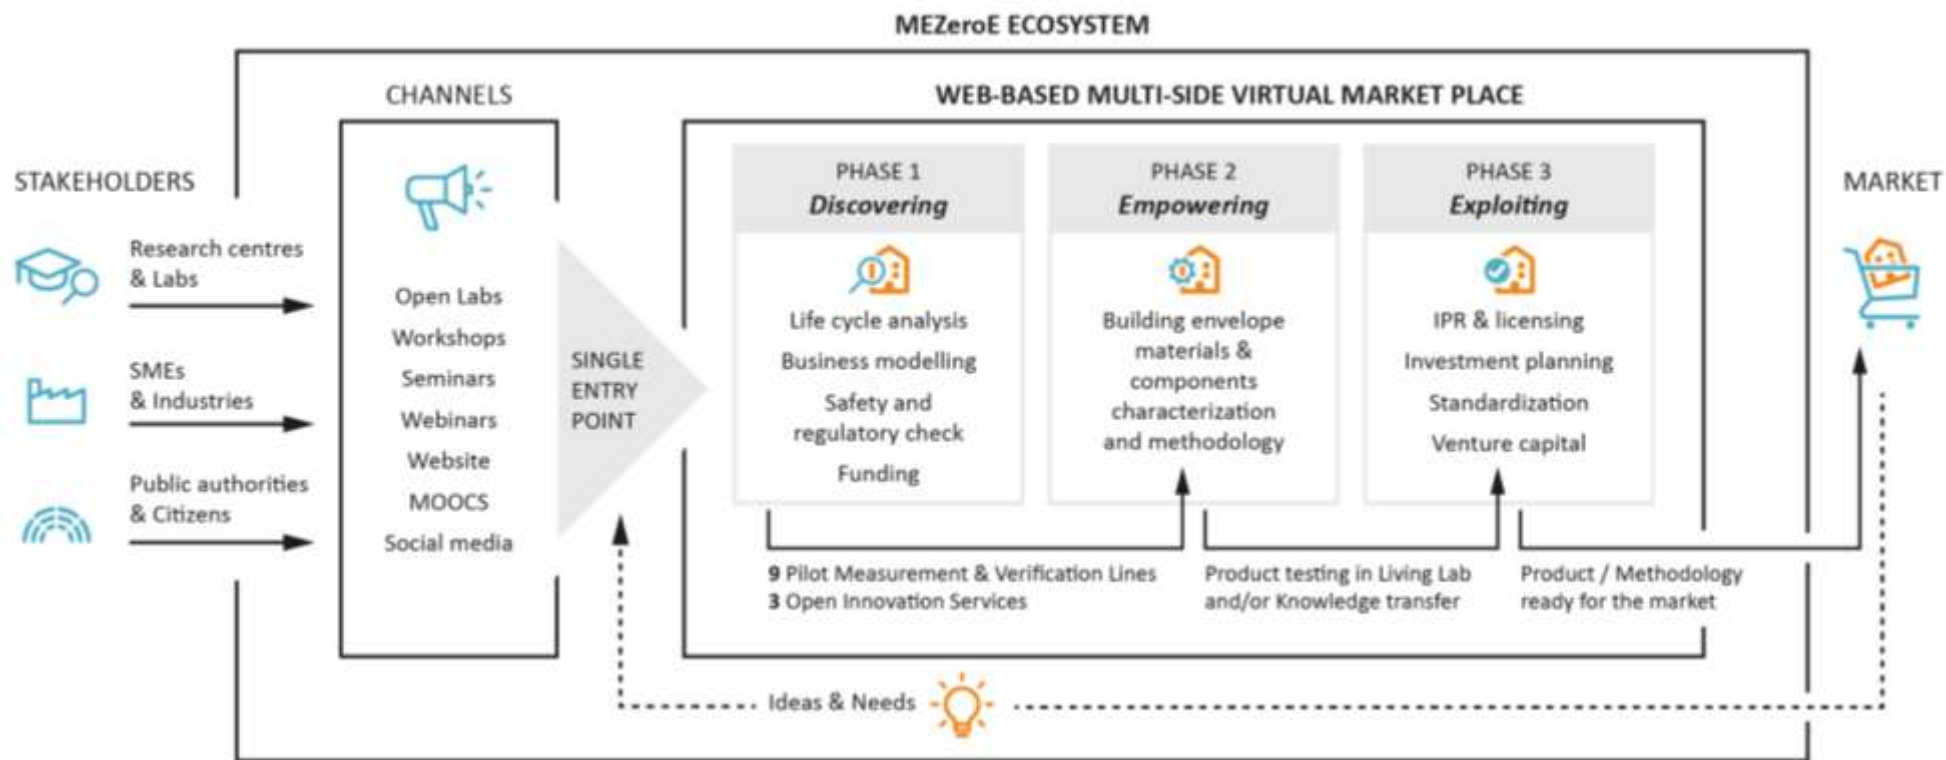 MEZeroE ECOSYSTEM
STAKEHOLDERS
Research centres
& Labs
SMEs
& Industries
Public authorities
& Citizens
CHANNELS
Open Labs
Workshops
Seminars
Webinars
Website
MOOCS
Social media
SINGLE
ENTRY
POINT
WEB-BASED MULTI-SIDE VIRTUAL MARKET PLACE
PHASE 1
Discovering
Life cycle analysis
Business modelling
Safety and
regulatory check
Funding
PHASE 2
Empowering
Building envelope
materials &
components
characterization
and methodology
PHASE 3
Exploiting
IPR & licensing
Investment planning
Standardization
Venture capital
9 Pilot Measurement & Verification Lines
3 Open Innovation Services
Product testing in Living Lab
and/or Knowledge transfer
Product / Methodology
ready for the market
Ideas & Needs
MARKET